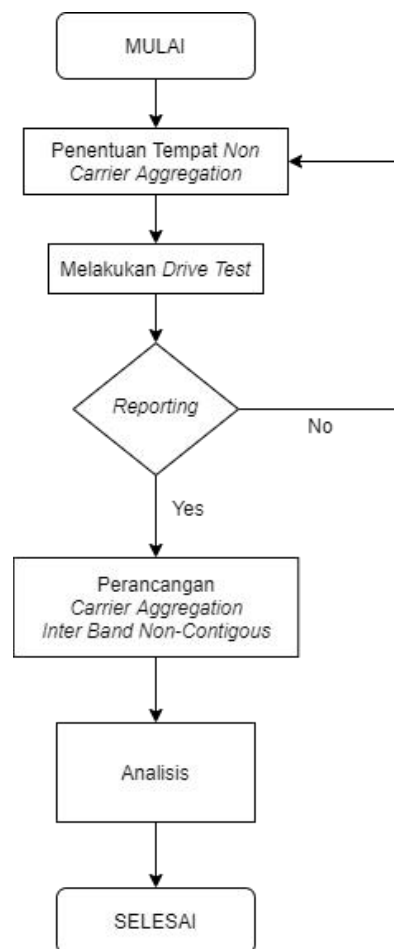 MULAI
Penentuan Tempat Non
Carrier Aggregation
Melakukan Drive Test
Reporting
No
Yes
Perancangan
Carrier Aggregation
Inter Band Non-Contigous
Analisis
SELESAI